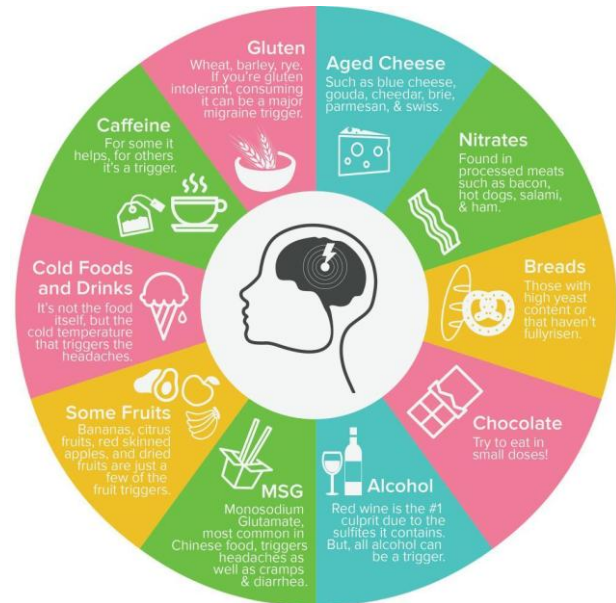 Gluten
Wheat, barley, rye.
If you're gluten
intolerant, consuming
it can be a major
migraine trigger.
Aged Cheese
Such as blue cheese,
gouda, cheedar, brie,
parmesan, & swiss.
Nitrates
Found in
processed meats
such as bacon,
hot dogs, salami,
& ham.
Breads
Those with
high yeast
content or
that haven't
fullyrisen.
Chocolate
Try to eat in
small doses!
Alcohol
Red wine is the #1
culprit due to the
sulfites it contains.
But, all alcohol can
be a trigger.
MSG
Monosodium
Glutamate,
most common in
Chinese food, triggers
headaches as
well as cramps
& diarrhea.
Some Fruits
Bananas, citrus
fruits, red skinned
apples, and dried
fruits are just a
few of the
fruit triggers.
Cold Foods
and Drinks
It's not the food
itself, but the
cold temperature
that triggers the
headaches.
Caffeine
For some it
helps, for others
it's a trigger.